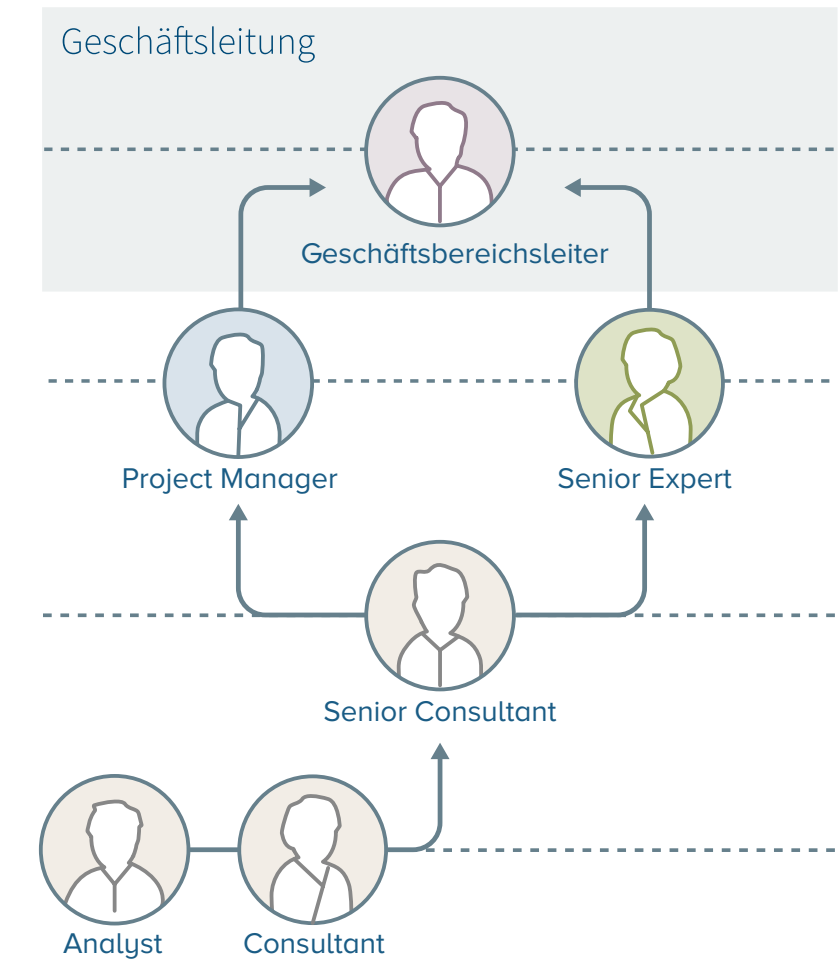 Geschäftsleitung
Geschäftsbereichsleiter
Project Manager
Senior Expert
Senior Consultant
Analyst
Consultant